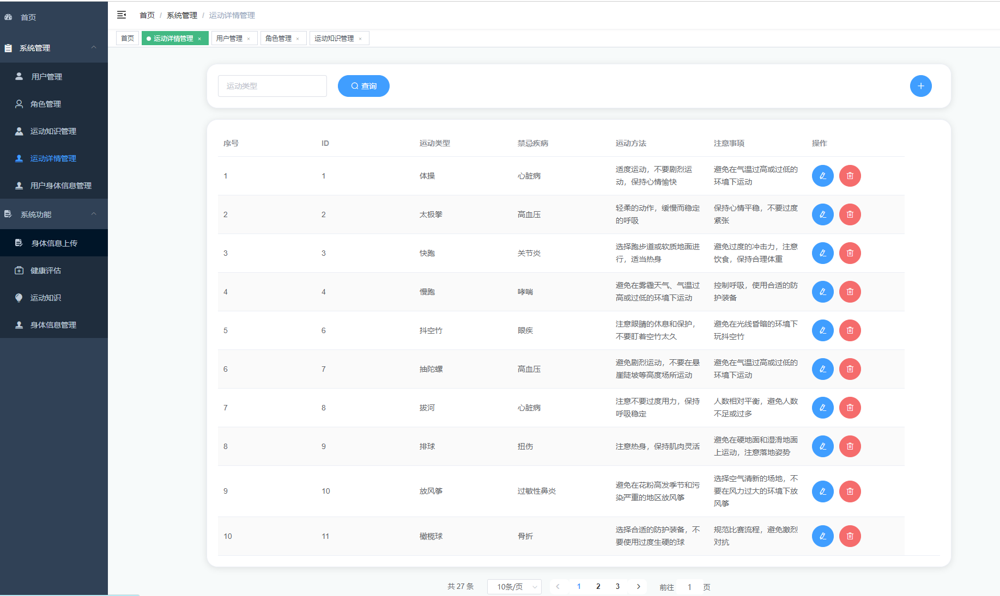 首页
系统管理
用户管理
角色管理
运动知识管理
运动详情管理
用户身体信息管理
系统功能
身体信息上传
健康评估
运动知识
身体信息管理
首页 / 系统管理 / 运动详情管理
首页 运动详情管理 × 用户管理 × 角色管理 × 运动知识管理 ×
运动类型 查询
序号 ID 运动类型 禁忌疾病 运动方法 注意事项 操作
1 1 体操 心脏病 适度运动，不要剧烈运 避免在气温过高或过低的
动，保持心情愉快 环境下运动
2 2 太极拳 高血压 轻柔的动作，缓慢而稳定 保持心情平稳，不要过度
的呼吸 紧张
3 3 快跑 关节炎 选择跑步道或软质地面进 避免过度的冲击力，注意
行，适当热身 饮食，保持合理体重
4 4 慢跑 哮喘 避免在雾霾天气、气温过 控制呼吸，使用合适的防
高或过低的环境下运动 护装备
5 6 抖空竹 眼疾 注意眼睛的休息和保护， 避免在光线昏暗的环境下
不要盯着空竹太久 玩抖空竹
6 7 抽陀螺 高血压 避免剧烈运动，不要在悬 避免在气温过高或过低的
崖陡坡等高度场所运动 环境下运动
7 8 拔河 心脏病 注意不要过度用力，保持 人数相对平衡，避免人数
呼吸稳定 不足或过多
8 9 排球 扭伤 注意热身，保持肌肉灵活 避免在硬地面和湿滑地面
上运动，注意落地姿势
9 10 放风筝 过敏性鼻炎 避免在花粉高发季节和污 选择空气清新的场地，不
染严重的地区放风筝 要在风力过大的环境下放
风筝
10 11 橄榄球 骨折 选择合适的防护装备，不 规范比赛流程，避免激烈
要使用过度生硬的球 对抗
共 27 条 10条/页 1 2 3 前往 1 页